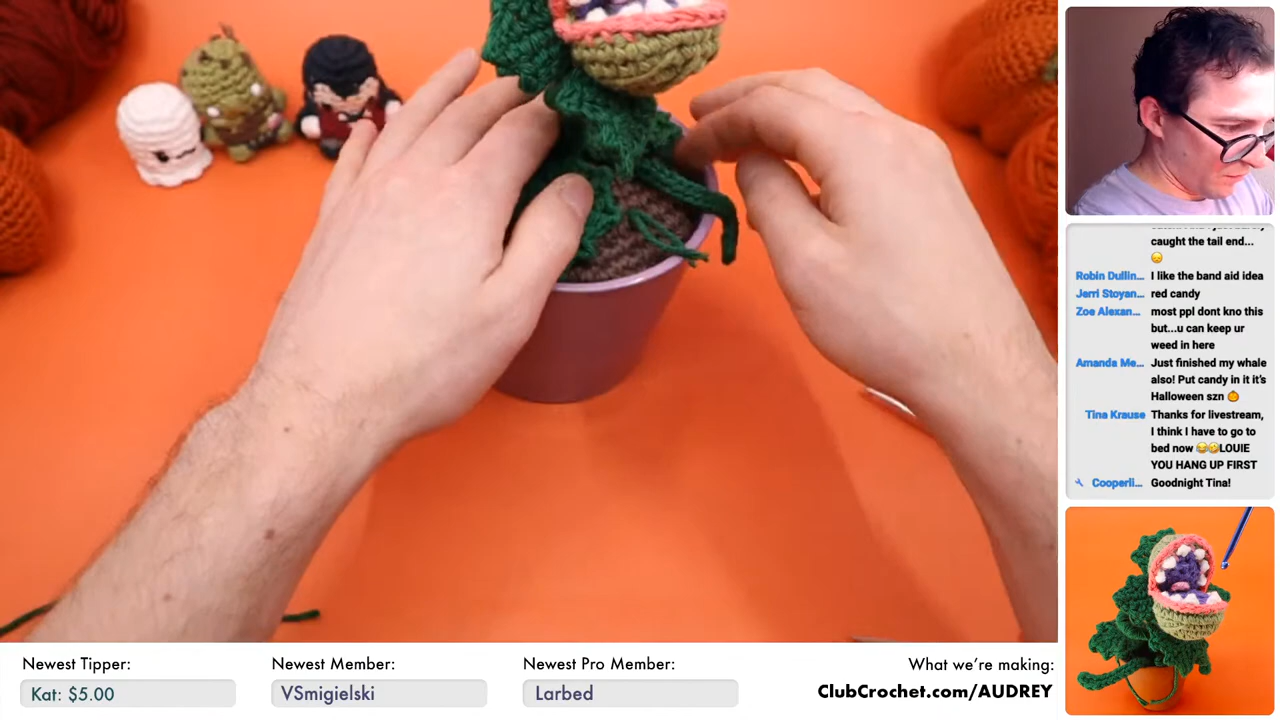 caught the tail end...
😞
Robin Dullin... I like the band aid idea
Jerri Stoyan... red candy
Zoe Alexan... most ppl dont kno this
but...u can keep ur
weed in here
Amanda Me... Just finished my whale
also! Put candy in it it's
Halloween szn 🎃
Tina Krause Thanks for livestream,
I think I have to go to
bed now 😂🤣LOUIE
YOU HANG UP FIRST
Cooperli... Goodnight Tina!
Newest Tipper:
Kat: $5.00
Newest Member:
VSmigielski
Newest Pro Member:
Larbed
What we're making:
ClubCrochet.com/AUDREY